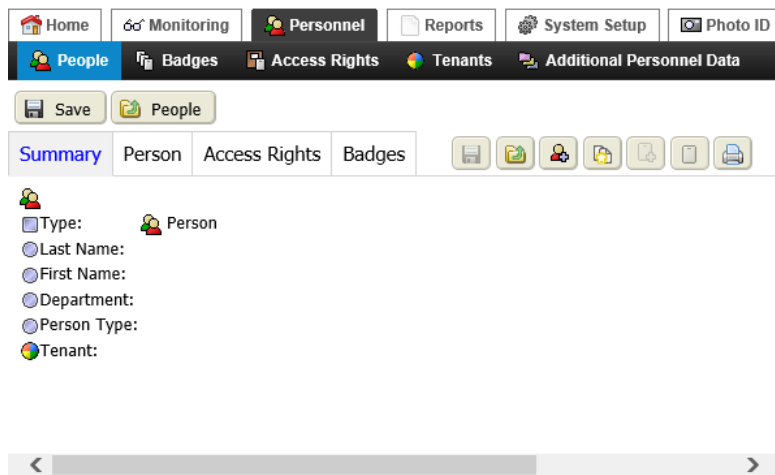 Home Monitoring Personnel Reports System Setup Photo ID
People Badges Access Rights Tenants Additional Personnel Data
Save People
Summary Person Access Rights Badges
Type: Person
Last Name:
First Name:
Department:
Person Type:
Tenant: